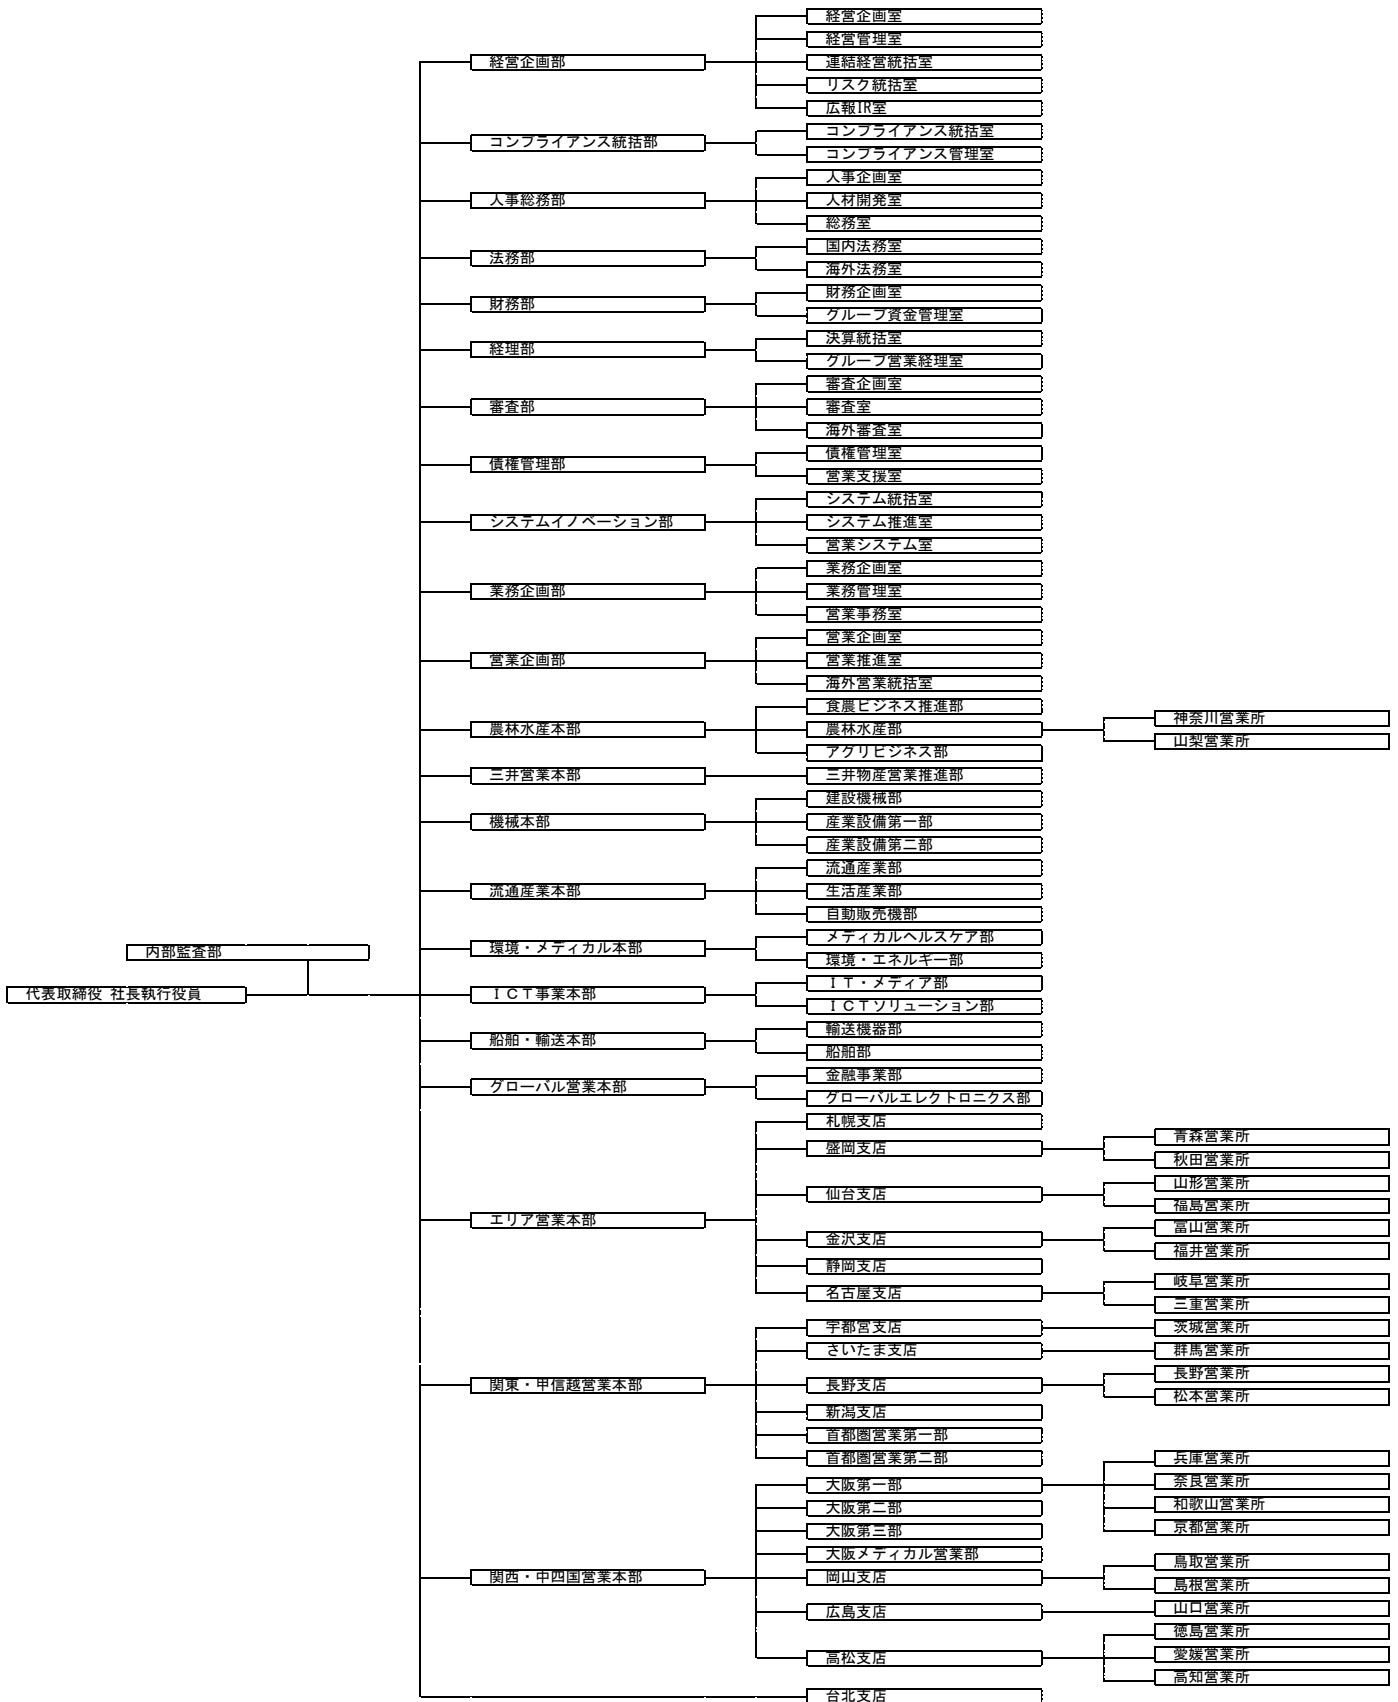 代表取締役 社長執行役員
内部監査部
経営企画部
経営企画室
経営管理室
連結経営統括室
リスク統括室
広報IR室
コンプライアンス統括部
コンプライアンス統括室
コンプライアンス管理室
人事総務部
人事企画室
人材開発室
総務室
法務部
国内法務室
海外法務室
財務部
財務企画室
グループ資金管理室
経理部
決算統括室
グループ営業経理室
審査部
審査企画室
審査室
海外審査室
債権管理部
債権管理室
営業支援室
システムイノベーション部
システム統括室
システム推進室
営業システム室
業務企画部
業務企画室
業務管理室
営業事務室
営業企画部
営業企画室
営業推進室
海外営業統括室
農林水産本部
食農ビジネス推進部
農林水産部
神奈川営業所
山梨営業所
アグリビジネス部
三井営業本部
三井物産営業推進部
機械本部
建設機械部
産業設備第一部
産業設備第二部
流通産業本部
流通産業部
生活産業部
自動販売機部
環境・メディカル本部
メディカルヘルスケア部
環境・エネルギー部
ＩＣＴ事業本部
ＩＴ・メディア部
ＩＣＴソリューション部
船舶・輸送本部
輸送機器部
船舶部
グローバル営業本部
金融事業部
グローバルエレクトロニクス部
エリア営業本部
札幌支店
盛岡支店
青森営業所
秋田営業所
仙台支店
山形営業所
福島営業所
金沢支店
富山営業所
福井営業所
静岡支店
名古屋支店
岐阜営業所
三重営業所
関東・甲信越営業本部
宇都宮支店
茨城営業所
さいたま支店
群馬営業所
長野支店
長野営業所
松本営業所
新潟支店
首都圏営業第一部
首都圏営業第二部
関西・中四国営業本部
大阪第一部
兵庫営業所
奈良営業所
和歌山営業所
京都営業所
大阪第二部
大阪第三部
大阪メディカル営業部
岡山支店
鳥取営業所
島根営業所
広島支店
山口営業所
高松支店
徳島営業所
愛媛営業所
高知営業所
台北支店